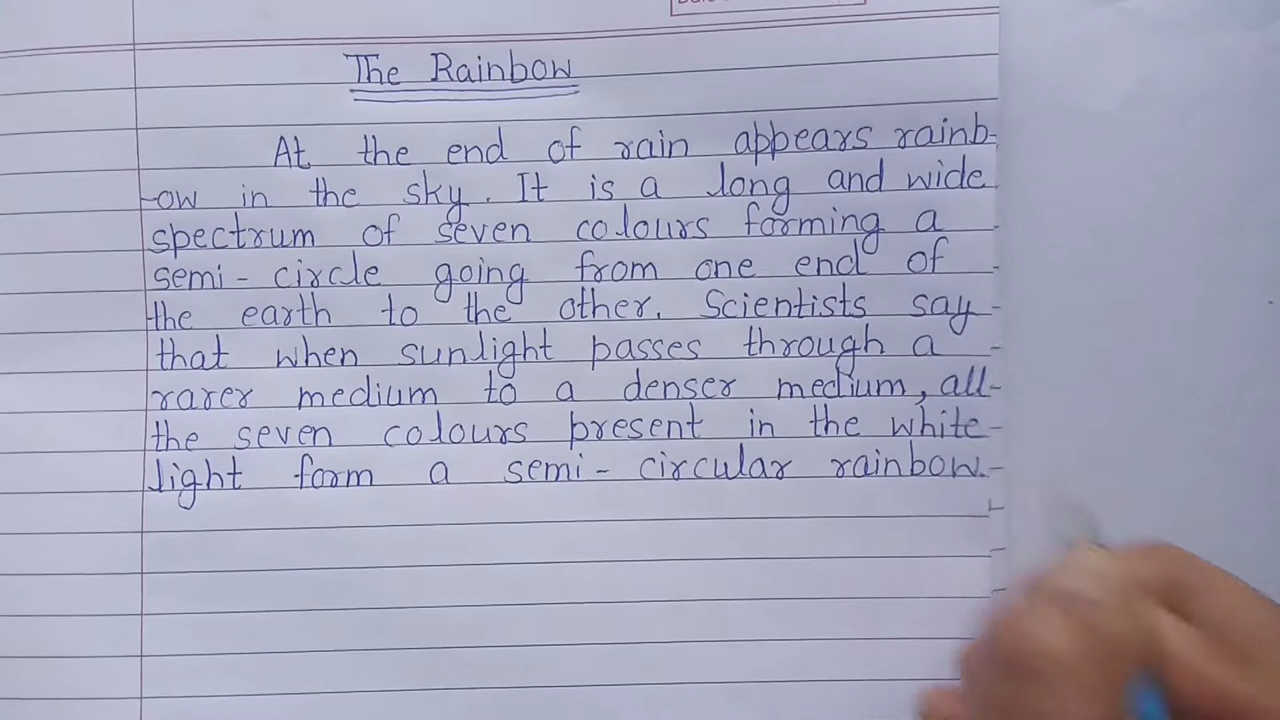 The Rainbow
At the end of rain appears rainb-
-ow in the sky. It is a long and wide
spectrum of seven colours forming a
semi-circle going from one end of
the earth to the other. Scientists say
that when sunlight passes through a
rarer medium to a denser medium, all
the seven colours present in the white
light form a semi-circular rainbow.